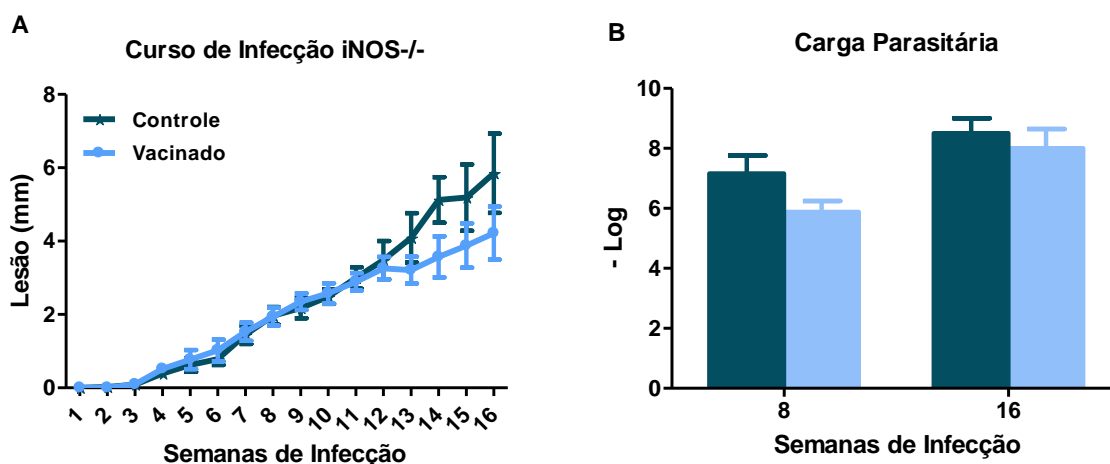 A
Curso de Infecção iNOS-/-
Lesão (mm)
8
6
4
2
0
Controle
Vacinado
1 2 3 4 5 6 7 8 9 10 11 12 13 14 15 16
Semanas de Infecção
B
Carga Parasitária
- Log
10
8
6
4
2
0
8 16
Semanas de Infecção